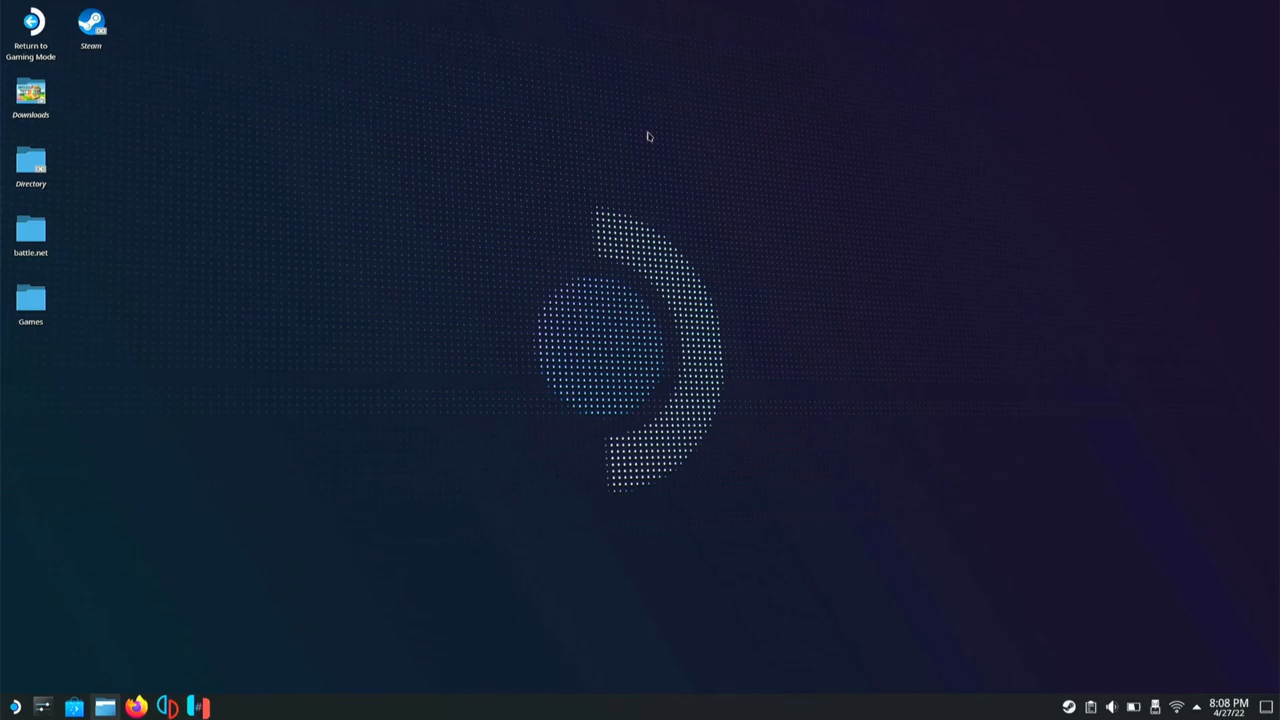 Return to
Gaming Mode
Steam
Downloads
Directory
battle.net
Games
#
8:08 PM
4/27/22